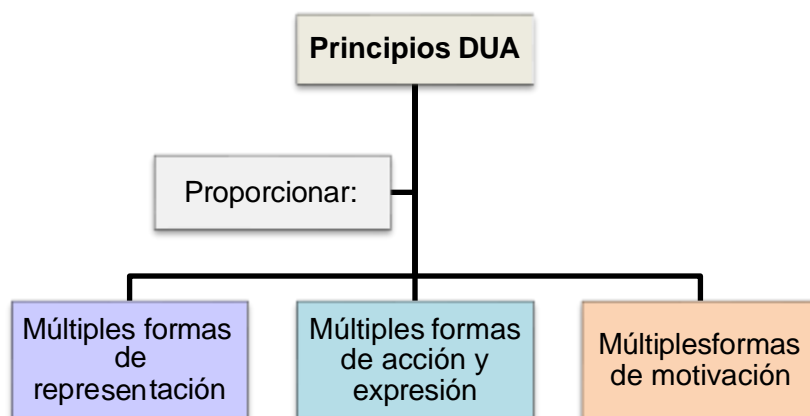 Principios DUA
Proporcionar:
Múltiples formas
de
representación
Múltiples formas
de acción y
expresión
Múltiplesformas
de motivación